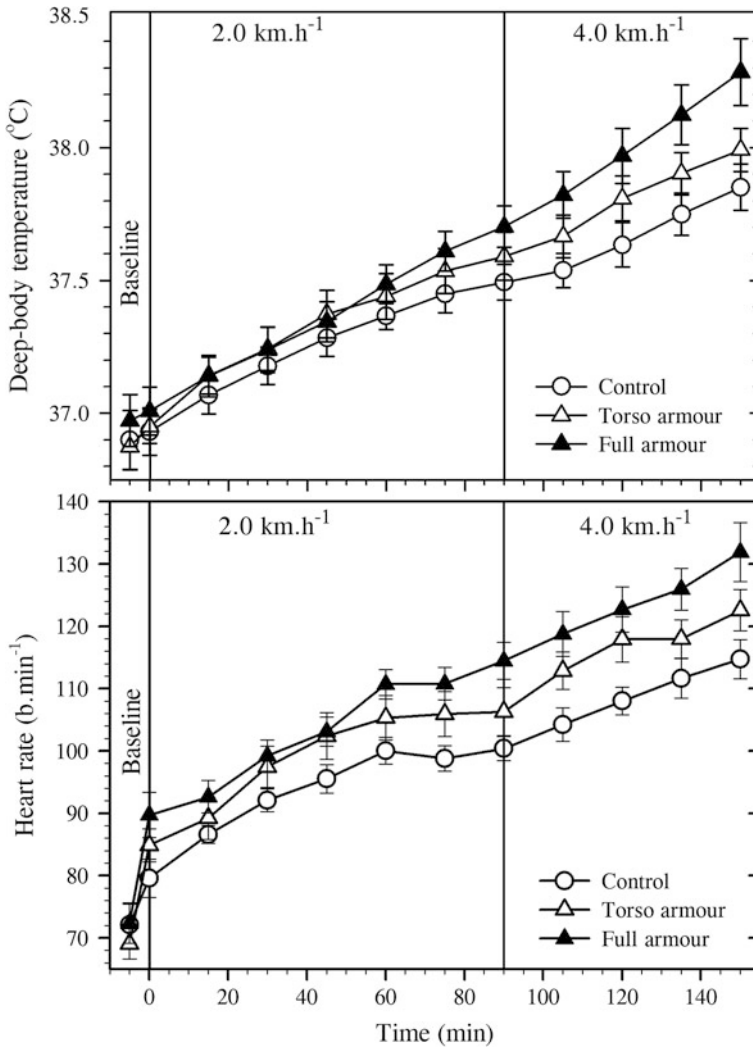 38.5
2.0 km.h-1
4.0 km.h-1
38.0
37.5
37.0
Deep-body temperature (°C)
Baseline
Control
Torso armour
Full armour
140
2.0 km.h-1
4.0 km.h-1
130
120
110
100
90
80
70
Heart rate (b.min-1)
Baseline
Control
Torso armour
Full armour
0 20 40 60 80 100 120 140
Time (min)